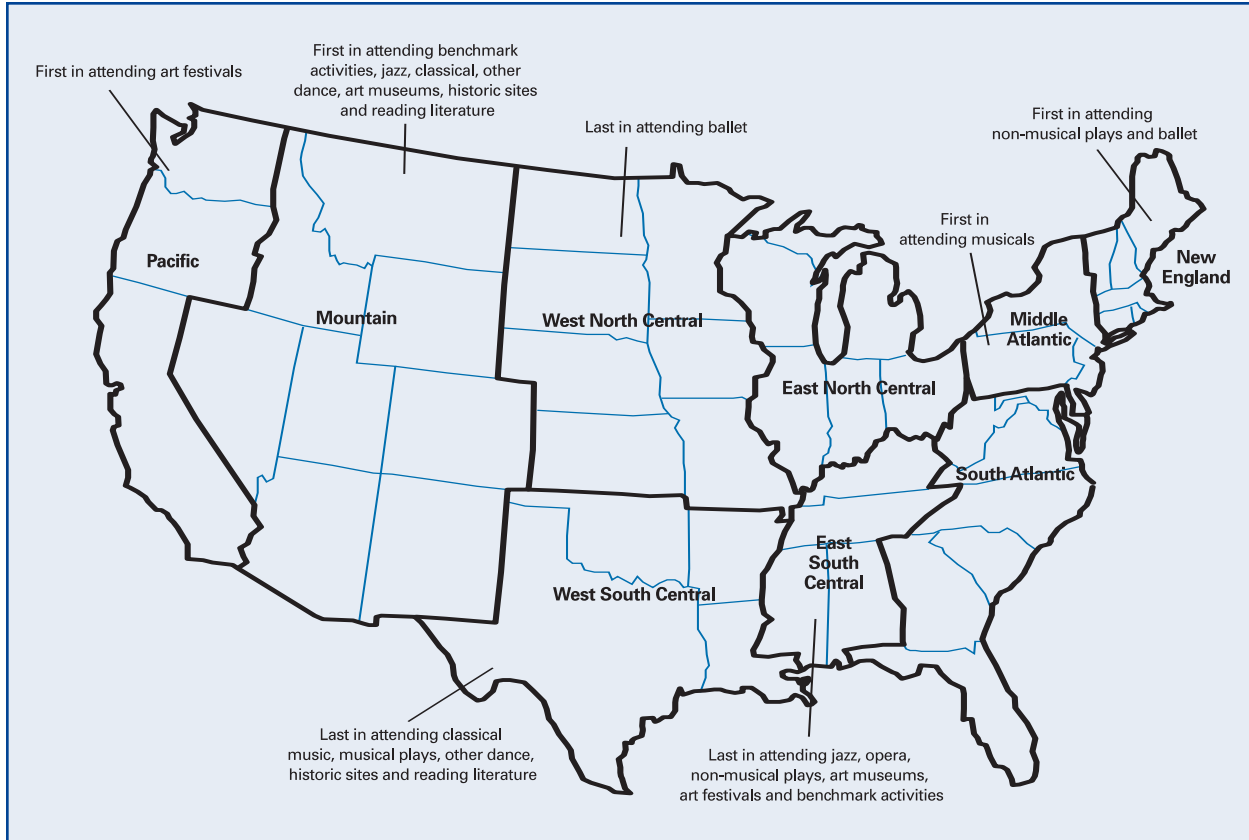 First in attending benchmark
activities, jazz, classical, other
dance, art museums, historic sites
and reading literature
First in attending art festivals
Last in attending ballet
First in attending
non-musical plays and ballet
First in
attending musicals
Pacific
New
England
Mountain
West North Central
Middle
Atlantic
East North Central
South Atlantic
East
South
Central
West South Central
Last in attending classical
music, musical plays, other dance,
historic sites and reading literature
Last in attending jazz, opera,
non-musical plays, art museums,
art festivals and benchmark activities